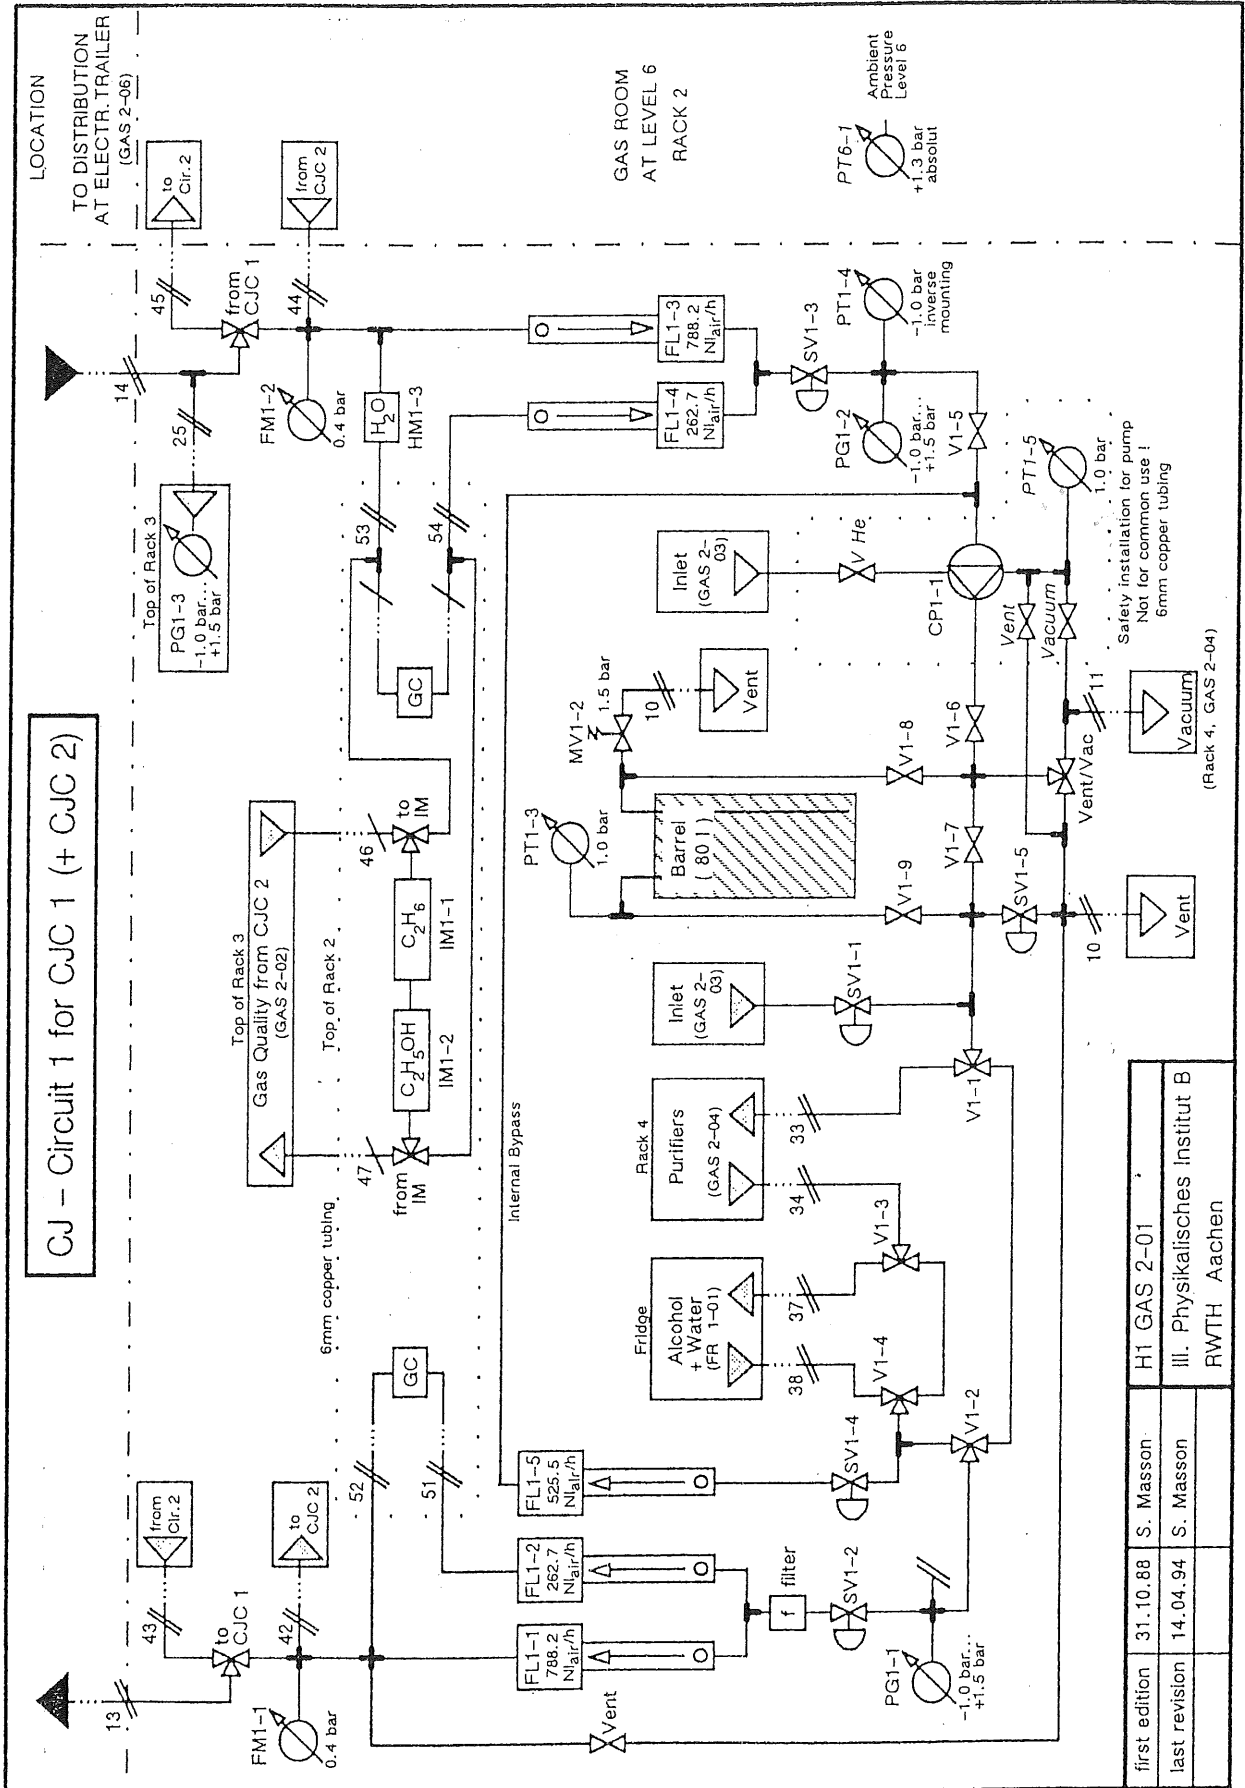 CJ - Circuit 1 for CJC 1 (+ CJC 2)
LOCATION
TO DISTRIBUTION
AT ELECTR. TRAILER
(GAS 2-06)
GAS ROOM
AT LEVEL 6
RACK 2
PT6-1
+1.3 bar
absolut
Ambient
Pressure
Level 6
13
43
from
Cir.2
to
CJC 1
42
to
CJC 2
FM1-1
0.4 bar
52
51
GC
6mm copper tubing
Top of Rack 3
Gas Quality from CJC 2
(GAS 2-02)
Top of Rack 2
47
46
from
IM
to
IM
C2H5OH
IM1-2
C2H6
IM1-1
Top of Rack 3
PG1-3
-1.0 bar...
+1.5 bar
25
14
45
to
Cir.2
from
CJC 1
44
from
CJC 2
FM1-2
0.4 bar
H2O
HM1-3
53
54
GC
Internal Bypass
FL1-1
788.2
Nlair/h
FL1-2
262.7
Nlair/h
FL1-5
525.5
Nlair/h
FL1-4
262.7
Nlair/h
FL1-3
788.2
Nlair/h
Vent
f
filter
SV1-2
SV1-4
PG1-1
-1.0 bar...
+1.5 bar
Fridge
Alcohol
+ Water
(FR 1-01)
38
37
V1-4
V1-3
V1-2
Rack 4
Purifiers
(GAS 2-04)
34
33
V1-1
Inlet
(GAS 2-
03)
SV1-1
PT1-3
1.0 bar
MV1-2
1.5 bar
10
Vent
Barrel
( 80 l )
V1-9
V1-8
V1-7
V1-6
SV1-5
10
Vent
Vent/Vac
11
Vacuum
(Rack 4, GAS 2-04)
Inlet
(GAS 2-
03)
V He
CP1-1
Vent
Vacuum
PT1-5
1.0 bar
Safety installation for pump
Not for common use !
6mm copper tubing
V1-5
PG1-2
-1.0 bar...
+1.5 bar
PT1-4
-1.0 bar
inverse
mounting
SV1-3
first edition 31.10.88 S. Masson H1 GAS 2-01
last revision 14.04.94 S. Masson III. Physikalisches Institut B
RWTH Aachen